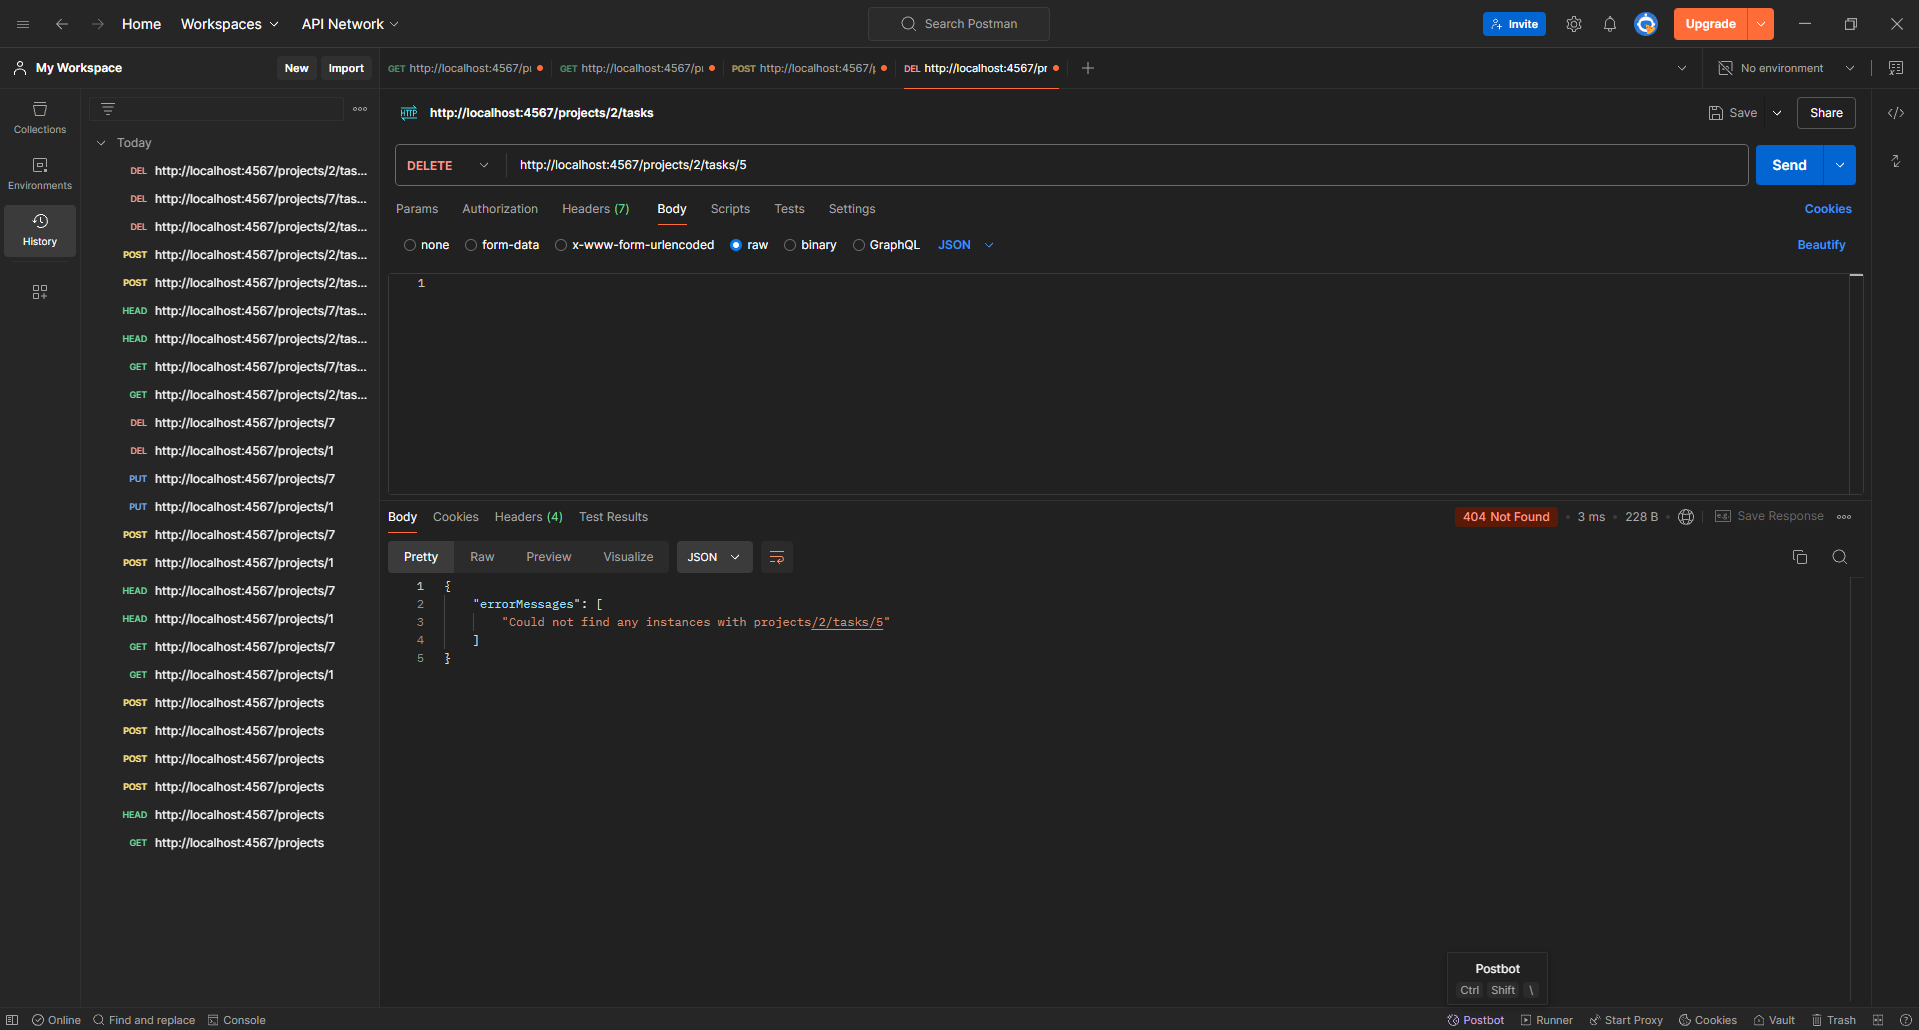 Home Workspaces API Network Search Postman Invite Upgrade
My Workspace New Import GET http://localhost:4567/p GET http://localhost:4567/p POST http://localhost:4567/ DEL http://localhost:4567/pr No environment
Collections
Environments
History
Today
DEL http://localhost:4567/projects/2/tas...
DEL http://localhost:4567/projects/7/tas...
DEL http://localhost:4567/projects/2/tas...
POST http://localhost:4567/projects/2/tas...
POST http://localhost:4567/projects/2/tas...
HEAD http://localhost:4567/projects/7/tas...
HEAD http://localhost:4567/projects/2/tas...
GET http://localhost:4567/projects/7/tas...
GET http://localhost:4567/projects/2/tas...
DEL http://localhost:4567/projects/7
DEL http://localhost:4567/projects/1
PUT http://localhost:4567/projects/7
PUT http://localhost:4567/projects/1
POST http://localhost:4567/projects/7
POST http://localhost:4567/projects/1
HEAD http://localhost:4567/projects/7
HEAD http://localhost:4567/projects/1
GET http://localhost:4567/projects/7
GET http://localhost:4567/projects/1
POST http://localhost:4567/projects
POST http://localhost:4567/projects
POST http://localhost:4567/projects
POST http://localhost:4567/projects
HEAD http://localhost:4567/projects
GET http://localhost:4567/projects
HTTP http://localhost:4567/projects/2/tasks Save Share
DELETE http://localhost:4567/projects/2/tasks/5 Send
Params Authorization Headers (7) Body Scripts Tests Settings Cookies
none form-data x-www-form-urlencoded raw binary GraphQL JSON Beautify
1
Body Cookies Headers (4) Test Results 404 Not Found • 3 ms • 228 B • e.g. Save Response
Pretty Raw Preview Visualize JSON
1 {
2 "errorMessages": [
3 "Could not find any instances with projects/2/tasks/5"
4 ]
5 }
Postbot
Ctrl Shift \
Online Find and replace Console Postbot Runner Start Proxy Cookies Vault Trash